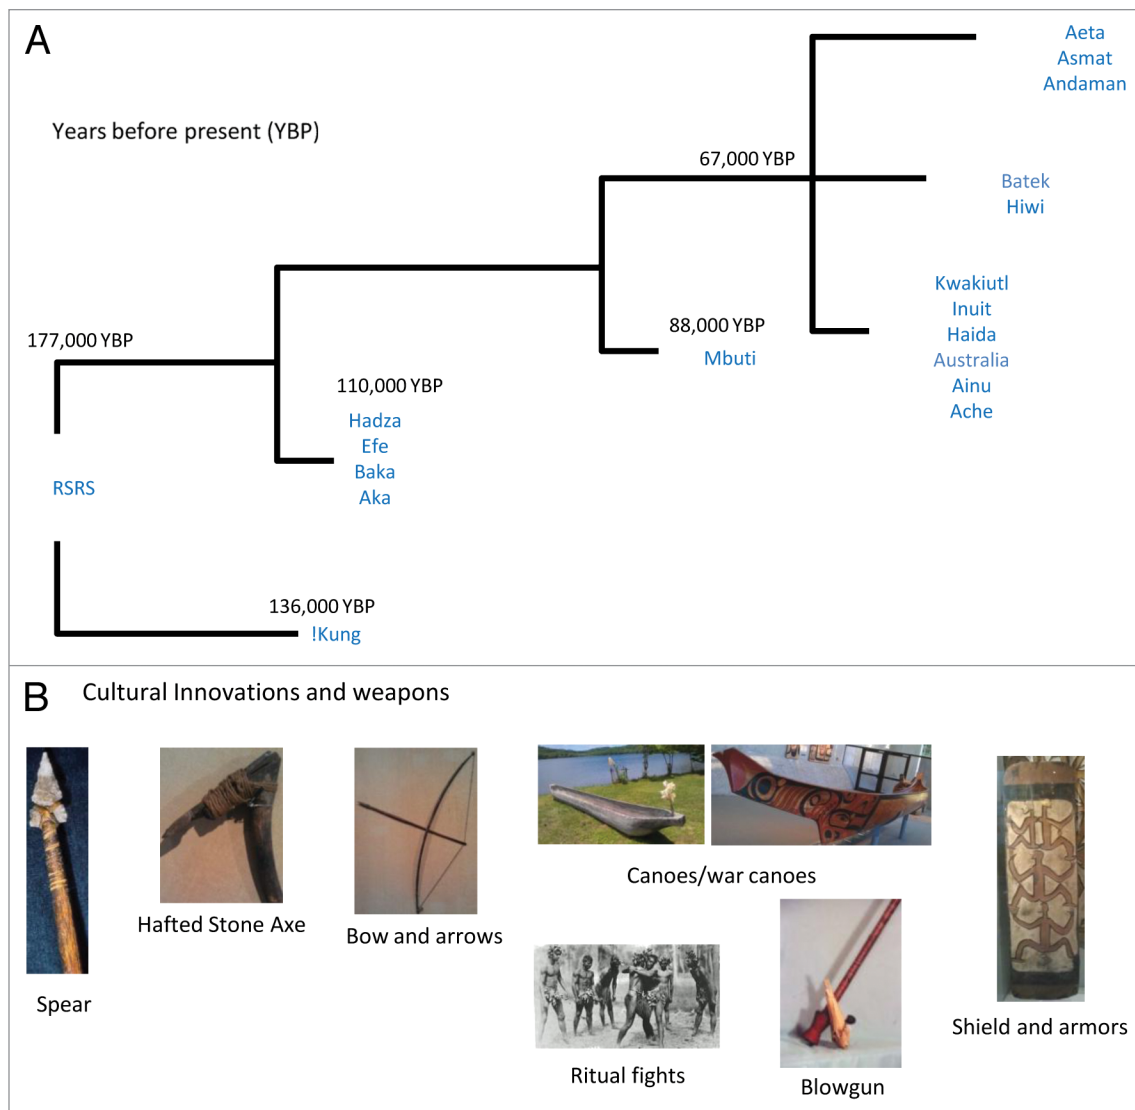 A
Aeta
Asmat
Andaman
Years before present (YBP)
67,000 YBP
Batek
Hiwi
Kwakiutl
Inuit
Haida
Australia
Ainu
Ache
177,000 YBP
88,000 YBP
Mbuti
110,000 YBP
Hadza
Efe
Baka
Aka
RSRS
136,000 YBP
!Kung
B
Cultural Innovations and weapons
Spear
Hafted Stone Axe
Bow and arrows
Canoes/war canoes
Ritual fights
Blowgun
Shield and armors